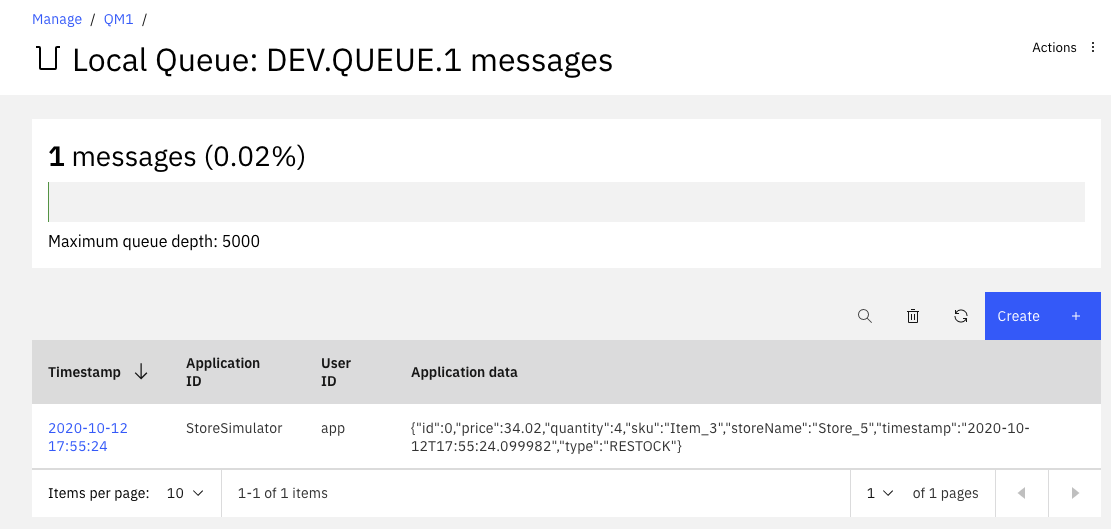 Manage / QM1 /
Local Queue: DEV.QUEUE.1 messages
Actions
1 messages (0.02%)
Maximum queue depth: 5000
Create +
Timestamp Application ID User ID Application data
2020-10-12 17:55:24 StoreSimulator app {"id":0,"price":34.02,"quantity":4,"sku":"Item_3","storeName":"Store_5","timestamp":"2020-10-12T17:55:24.099982","type":"RESTOCK"}
Items per page: 10 1-1 of 1 items 1 of 1 pages